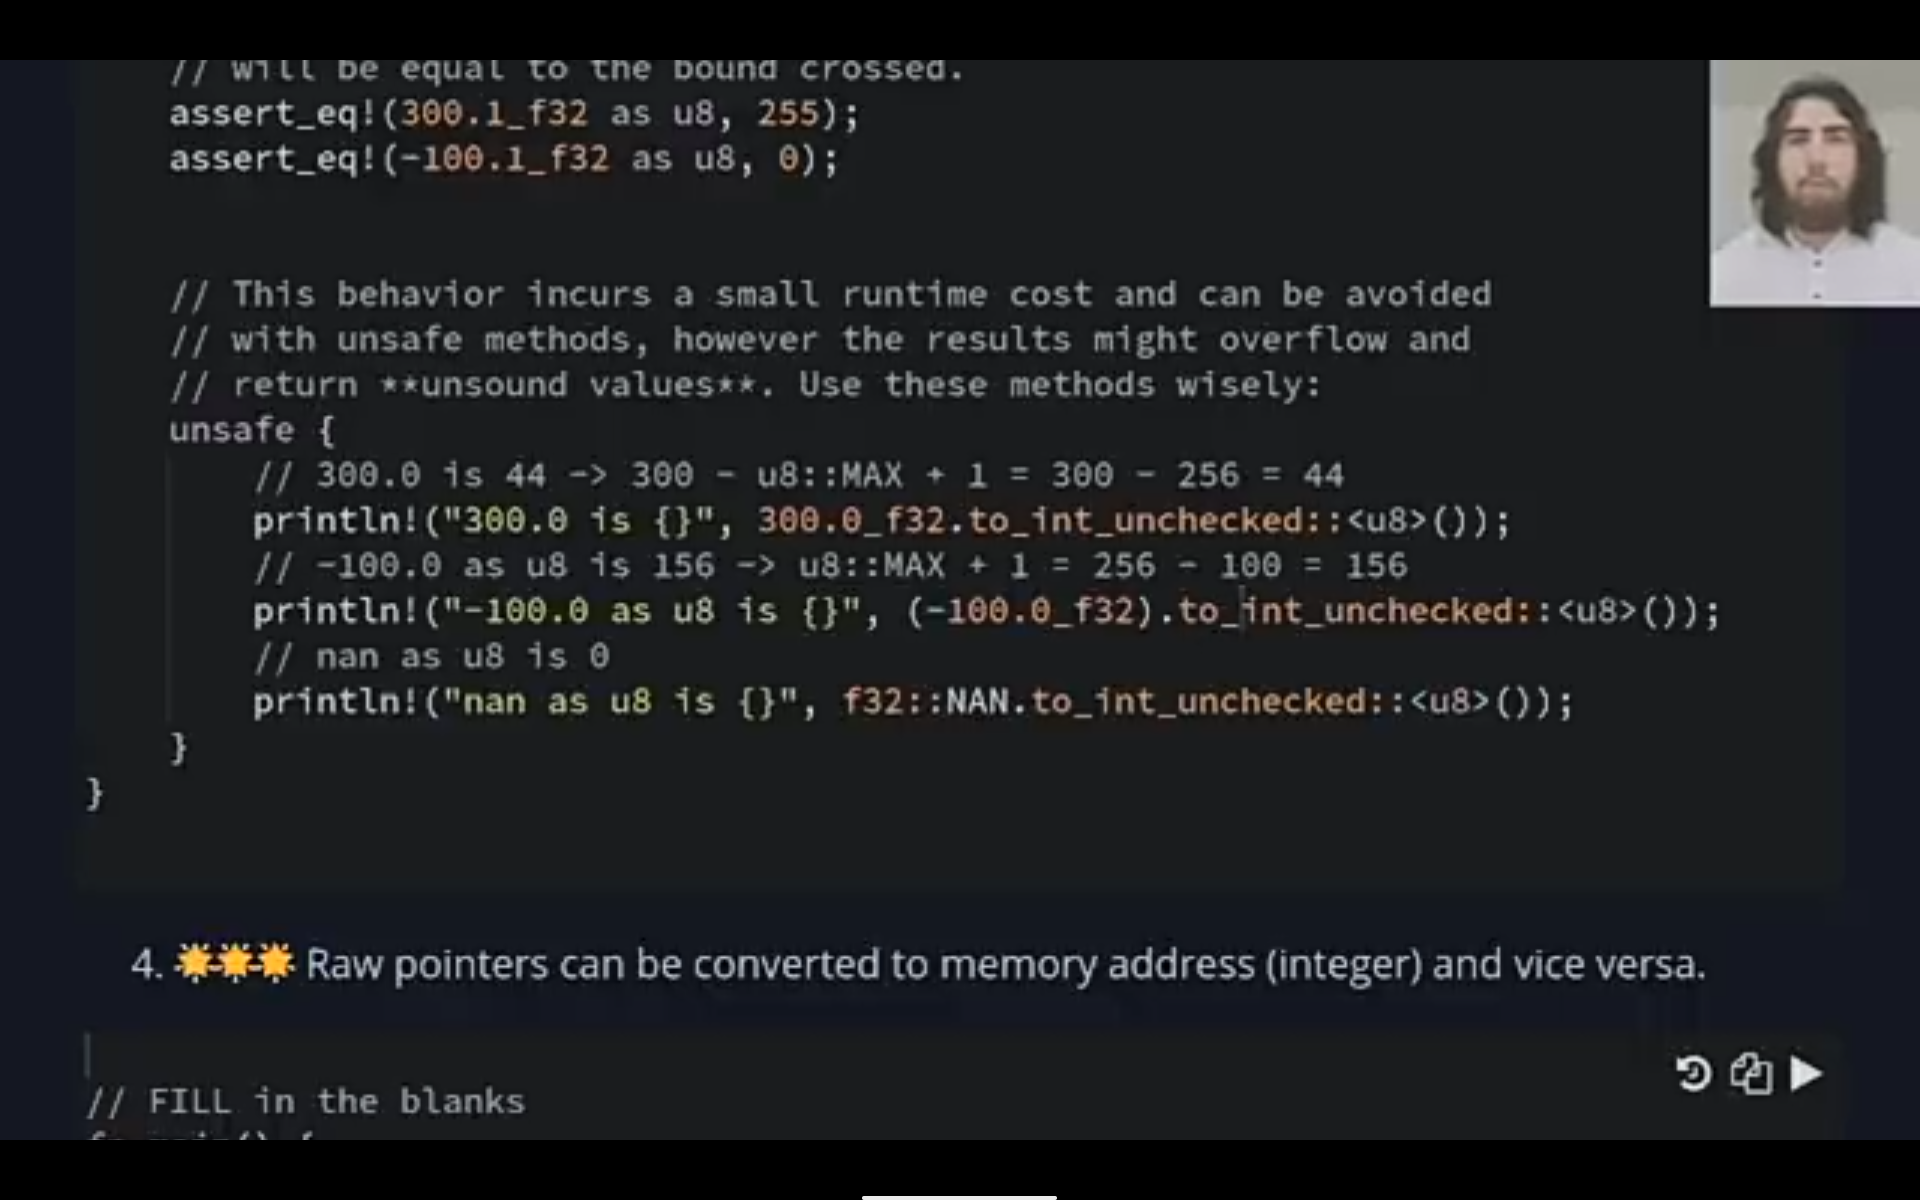 // will be equal to the bound crossed.
assert_eq!(300.1_f32 as u8, 255);
assert_eq!(-100.1_f32 as u8, 0);
// This behavior incurs a small runtime cost and can be avoided
// with unsafe methods, however the results might overflow and
// return **unsound values**. Use these methods wisely:
unsafe {
// 300.0 is 44 -> 300 - u8::MAX + 1 = 300 - 256 = 44
println!("300.0 is {}", 300.0_f32.to_int_unchecked::<u8>());
// -100.0 as u8 is 156 -> u8::MAX + 1 = 256 - 100 = 156
println!("-100.0 as u8 is {}", (-100.0_f32).to_int_unchecked::<u8>());
// nan as u8 is 0
println!("nan as u8 is {}", f32::NAN.to_int_unchecked::<u8>());
}
}
4. 🌟🌟🌟 Raw pointers can be converted to memory address (integer) and vice versa.
// FILL in the blanks
fn main() {